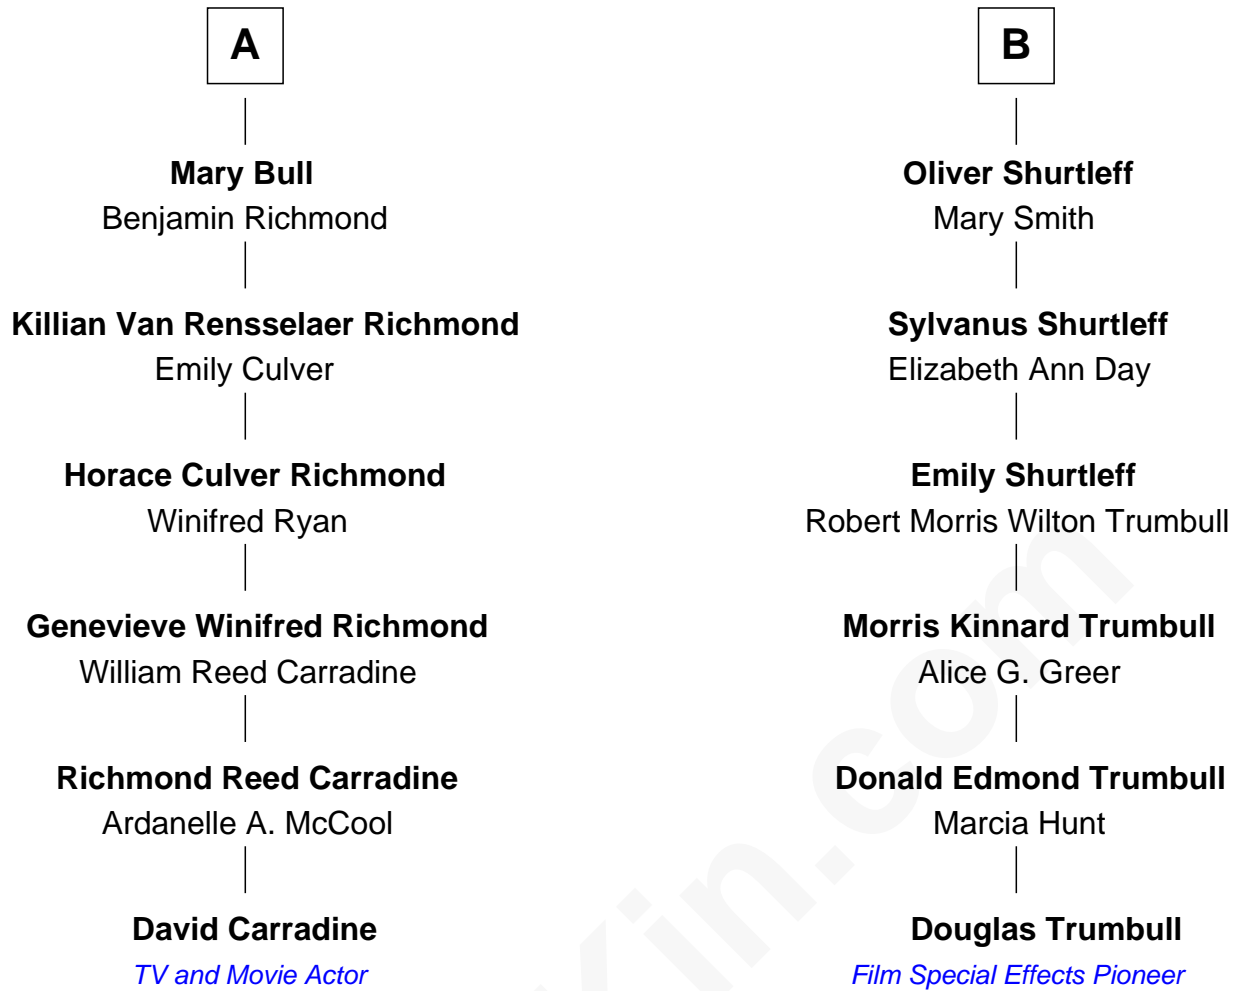 A
Mary Bull
Benjamin Richmond
Killian Van Rensselaer Richmond
Emily Culver
Horace Culver Richmond
Winifred Ryan
Genevieve Winifred Richmond
William Reed Carradine
Richmond Reed Carradine
Ardanelle A. McCool
David Carradine
TV and Movie Actor
B
Oliver Shurtleff
Mary Smith
Sylvanus Shurtleff
Elizabeth Ann Day
Emily Shurtleff
Robert Morris Wilton Trumbull
Morris Kinnard Trumbull
Alice G. Greer
Donald Edmond Trumbull
Marcia Hunt
Douglas Trumbull
Film Special Effects Pioneer
Kin.com